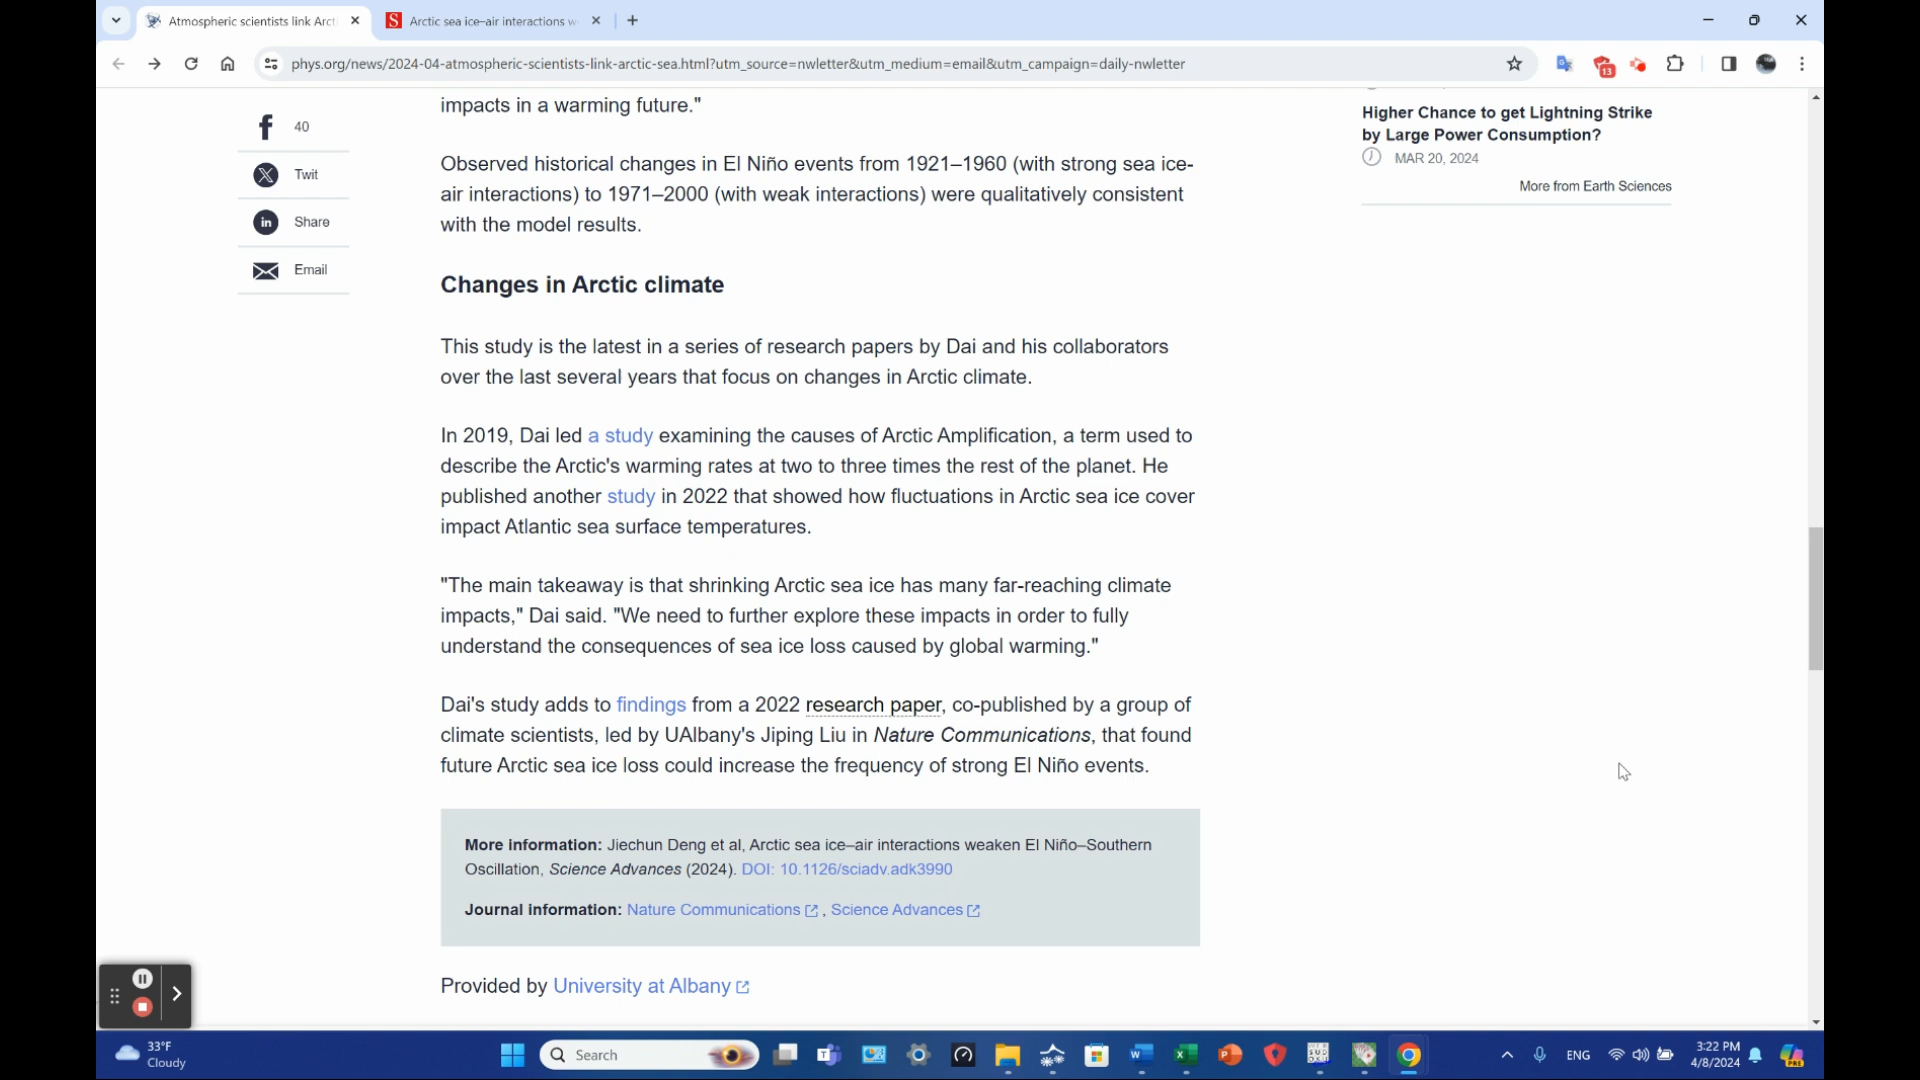 Atmospheric scientists link Arcti
Arctic sea ice–air interactions w
phys.org/news/2024-04-atmospheric-scientists-link-arctic-sea.html?utm_source=nwletter&utm_medium=email&utm_campaign=daily-nwletter
13
40
Twit
Share
Email
impacts in a warming future."
Observed historical changes in El Niño events from 1921–1960 (with strong sea ice-
air interactions) to 1971–2000 (with weak interactions) were qualitatively consistent
with the model results.
Changes in Arctic climate
This study is the latest in a series of research papers by Dai and his collaborators
over the last several years that focus on changes in Arctic climate.
In 2019, Dai led a study examining the causes of Arctic Amplification, a term used to
describe the Arctic's warming rates at two to three times the rest of the planet. He
published another study in 2022 that showed how fluctuations in Arctic sea ice cover
impact Atlantic sea surface temperatures.
"The main takeaway is that shrinking Arctic sea ice has many far-reaching climate
impacts," Dai said. "We need to further explore these impacts in order to fully
understand the consequences of sea ice loss caused by global warming."
Dai's study adds to findings from a 2022 research paper, co-published by a group of
climate scientists, led by UAlbany's Jiping Liu in Nature Communications, that found
future Arctic sea ice loss could increase the frequency of strong El Niño events.
More information: Jiechun Deng et al, Arctic sea ice–air interactions weaken El Niño–Southern
Oscillation, Science Advances (2024). DOI: 10.1126/sciadv.adk3990
Journal information: Nature Communications , Science Advances
Provided by University at Albany
Higher Chance to get Lightning Strike
by Large Power Consumption?
MAR 20, 2024
More from Earth Sciences
33°F
Cloudy
Search
ENG
3:22 PM
4/8/2024